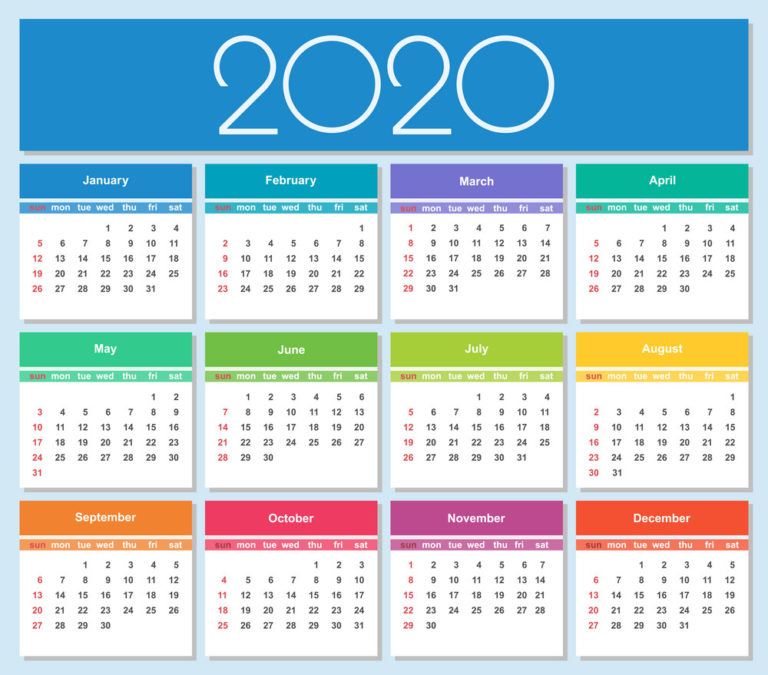 2020
January
sun mon tue wed thu fri sat
1 2 3 4
5 6 7 8 9 10 11
12 13 14 15 16 17 18
19 20 21 22 23 24 25
26 27 28 29 30 31
February
sun mon tue wed thu fri sat
1
2 3 4 5 6 7 8
9 10 11 12 13 14 15
16 17 18 19 20 21 22
23 24 25 26 27 28 29
March
sun mon tue wed thu fri sat
1 2 3 4 5 6 7
8 9 10 11 12 13 14
15 16 17 18 19 20 21
22 23 24 25 26 27 28
29 30 31
April
sun mon tue wed thu fri sat
1 2 3 4
5 6 7 8 9 10 11
12 13 14 15 16 17 18
19 20 21 22 23 24 25
26 27 28 29 30
May
sun mon tue wed thu fri sat
1 2
3 4 5 6 7 8 9
10 11 12 13 14 15 16
17 18 19 20 21 22 23
24 25 26 27 28 29 30
31
June
sun mon tue wed thu fri sat
1 2 3 4 5 6
7 8 9 10 11 12 13
14 15 16 17 18 19 20
21 22 23 24 25 26 27
28 29 30
July
sun mon tue wed thu fri sat
1 2 3 4
5 6 7 8 9 10 11
12 13 14 15 16 17 18
19 20 21 22 23 24 25
26 27 28 29 30 31
August
sun mon tue wed thu fri sat
1
2 3 4 5 6 7 8
9 10 11 12 13 14 15
16 17 18 19 20 21 22
23 24 25 26 27 28 29
30 31
September
sun mon tue wed thu fri sat
1 2 3 4 5
6 7 8 9 10 11 12
13 14 15 16 17 18 19
20 21 22 23 24 25 26
27 28 29 30
October
sun mon tue wed thu fri sat
1 2 3
4 5 6 7 8 9 10
11 12 13 14 15 16 17
18 19 20 21 22 23 24
25 26 27 28 29 30 31
November
sun mon tue wed thu fri sat
1 2 3 4 5 6 7
8 9 10 11 12 13 14
15 16 17 18 19 20 21
22 23 24 25 26 27 28
29 30
December
sun mon tue wed thu fri sat
1 2 3 4 5
6 7 8 9 10 11 12
13 14 15 16 17 18 19
20 21 22 23 24 25 26
27 28 29 30 31